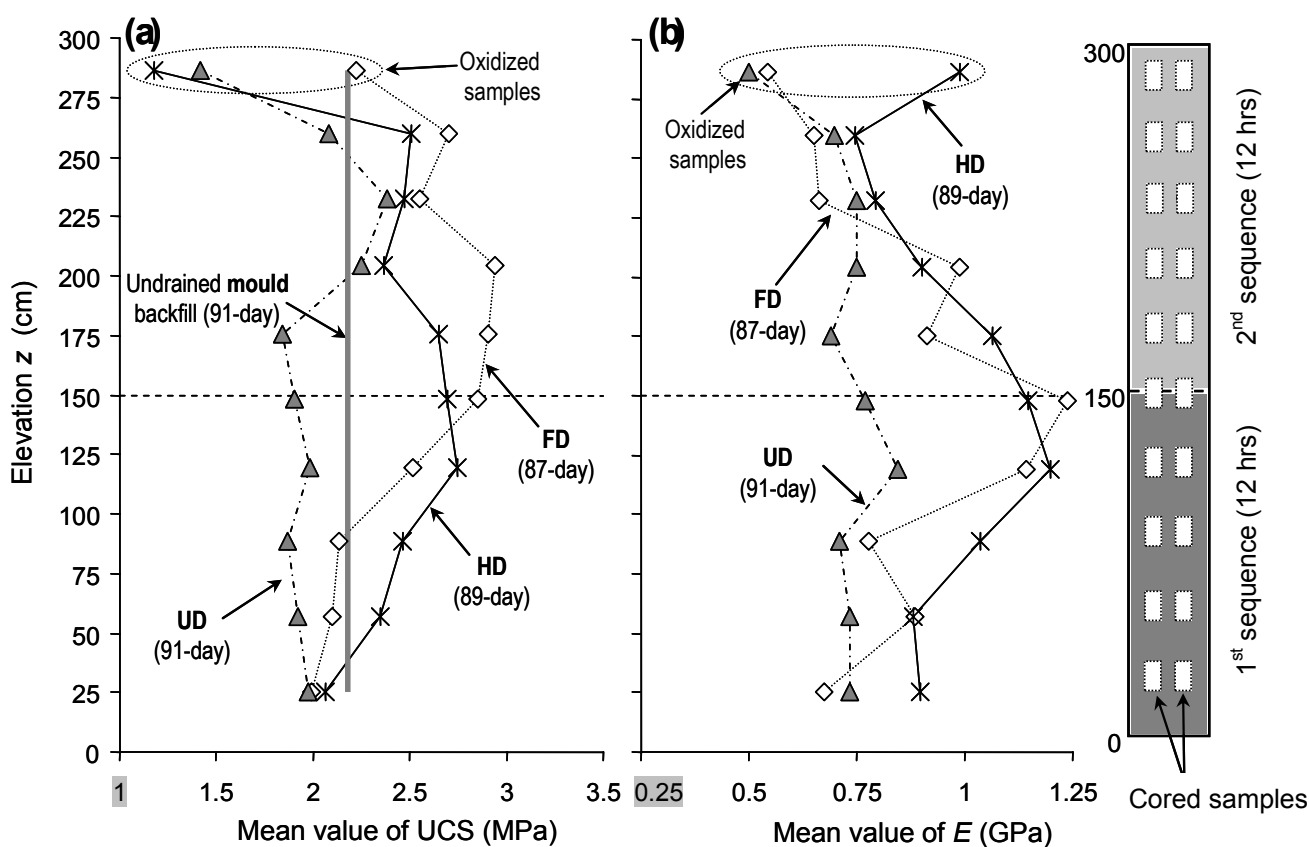 (a)
300
275
250
225
200
175
150
125
100
75
50
25
0
Elevation z (cm)
Oxidized
samples
Undrained mould
backfill (91-day)
FD
(87-day)
HD
(89-day)
UD
(91-day)
1
1.5
2
2.5
3
3.5
Mean value of UCS (MPa)
(b)
Oxidized
samples
HD
(89-day)
FD
(87-day)
UD
(91-day)
0.25
0.5
0.75
1
1.25
Mean value of E (GPa)
300
150
0
2nd sequence (12 hrs)
1st sequence (12 hrs)
Cored samples